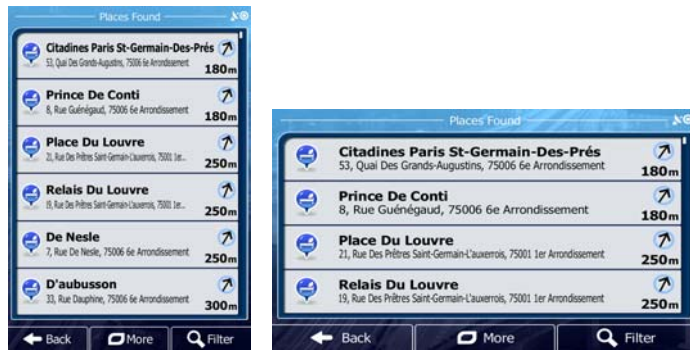 Places Found
Citadines Paris St-Germain-Des-Prés
53, Quai Des Grands-Augustins, 75006 6e Arrondissement
180m
Prince De Conti
8, Rue Guénégaud, 75006 6e Arrondissement
180m
Place Du Louvre
21, Rue Des Prêtres Saint-Germain-L'auxerrois, 75001 1er...
250m
Relais Du Louvre
19, Rue Des Prêtres Saint-Germain-L'auxerrois, 75001 1er...
250m
De Nesle
7, Rue De Nesle, 75006 6e Arrondissement
250m
D'aubusson
33, Rue Dauphine, 75006 6e Arrondissement
300m
Back More Filter
Places Found
Citadines Paris St-Germain-Des-Prés
53, Quai Des Grands-Augustins, 75006 6e Arrondissement
180m
Prince De Conti
8, Rue Guénégaud, 75006 6e Arrondissement
180m
Place Du Louvre
21, Rue Des Prêtres Saint-Germain-L'auxerrois, 75001 1er Arrondissement
250m
Relais Du Louvre
19, Rue Des Prêtres Saint-Germain-L'auxerrois, 75001 1er Arrondissement
250m
Back More Filter